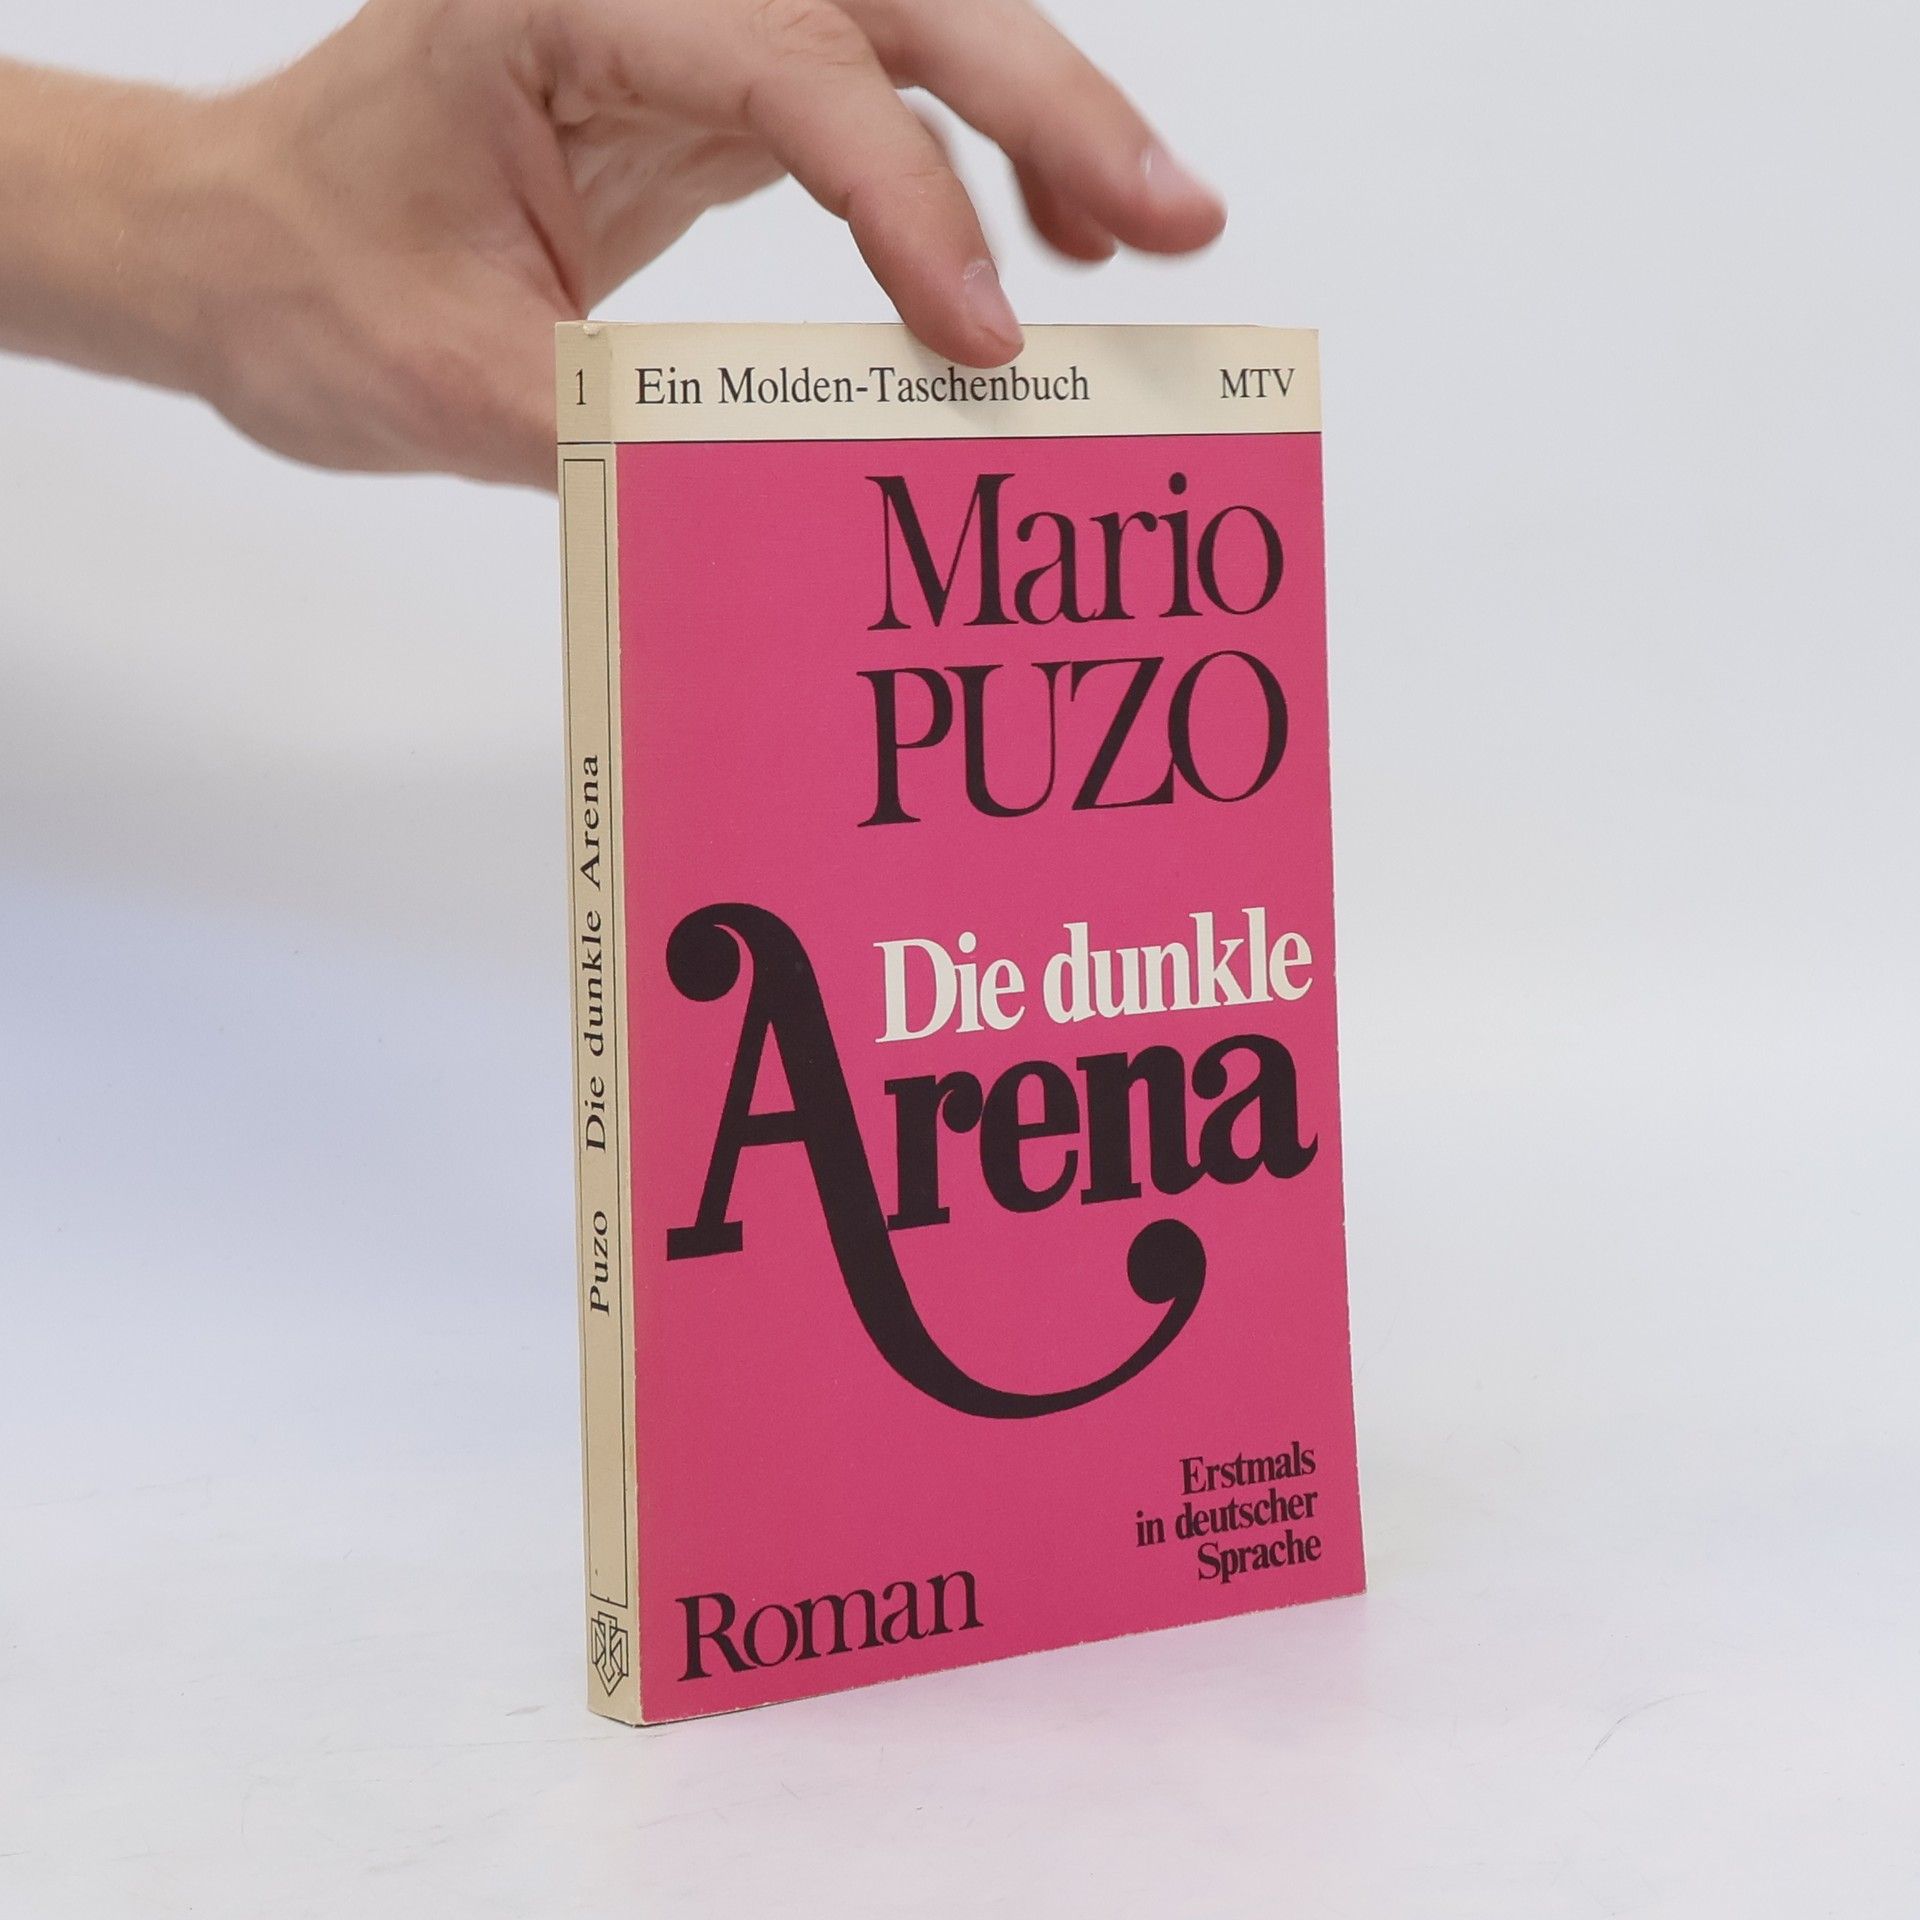 1
Ein Molden-Taschenbuch MTV
Mario
PUZO
Die dunkle
Arena
Erstmals
in deutscher
Sprache
Roman
Puzo Die dunkle Arena